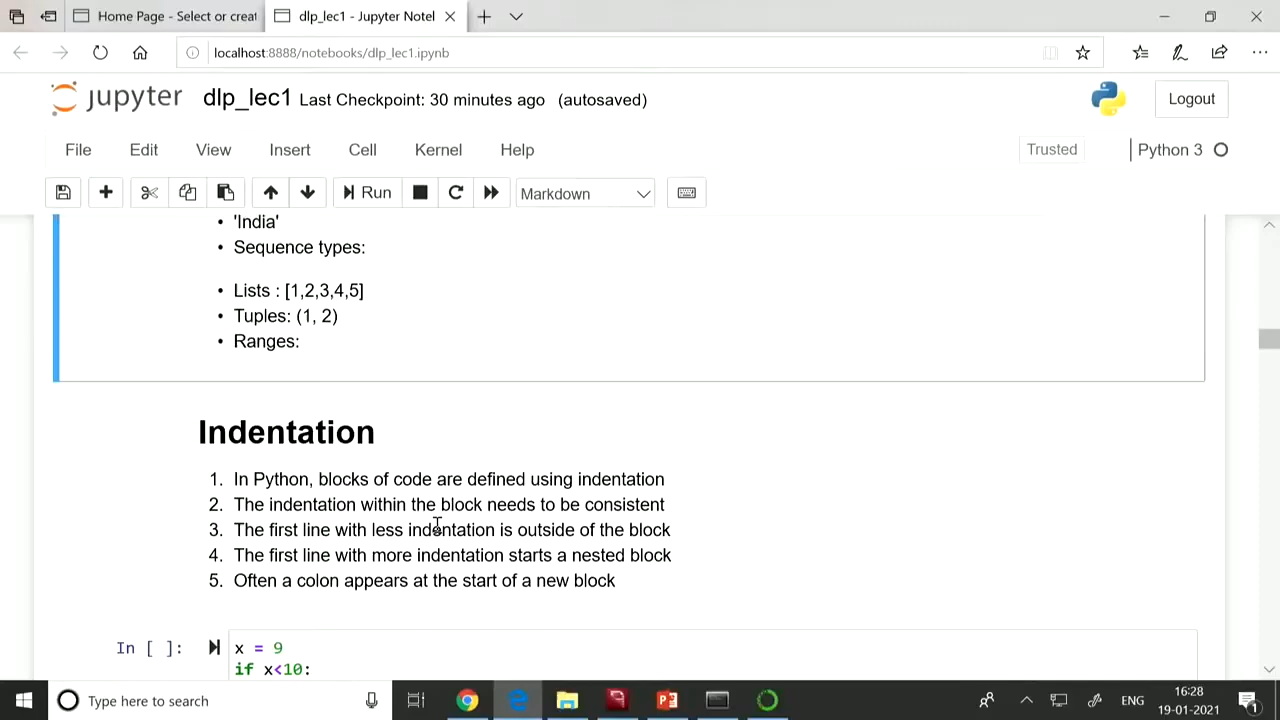 Home Page - Select or creat
dlp_lec1 - Jupyter Notel
localhost:8888/notebooks/dlp_lec1.ipynb
jupyter dlp_lec1 Last Checkpoint: 30 minutes ago (autosaved)
Logout
File Edit View Insert Cell Kernel Help
Trusted Python 3
Run Markdown
• 'India'
• Sequence types:
• Lists : [1,2,3,4,5]
• Tuples: (1, 2)
• Ranges:
Indentation
1. In Python, blocks of code are defined using indentation
2. The indentation within the block needs to be consistent
3. The first line with less indentation is outside of the block
4. The first line with more indentation starts a nested block
5. Often a colon appears at the start of a new block
In [ ]: x = 9
if x<10:
Type here to search
ENG
16:28
19-01-2021
1